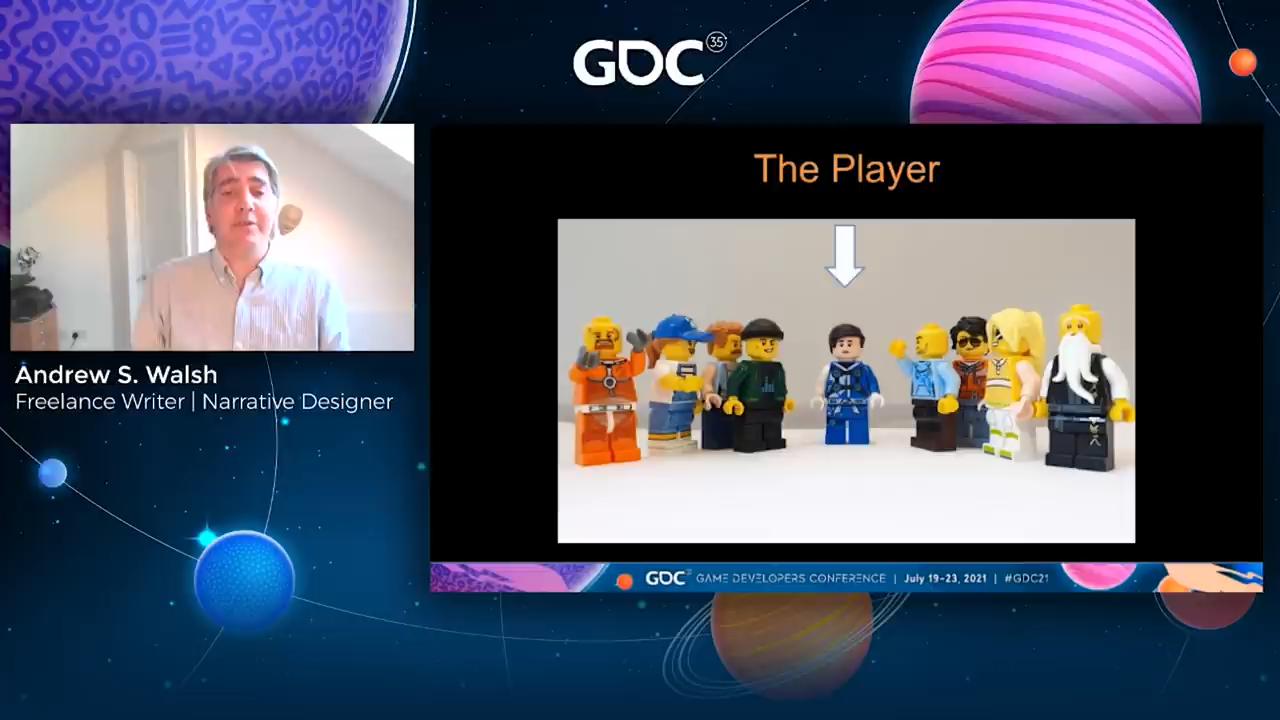 GDC 35
The Player
Andrew S. Walsh
Freelance Writer | Narrative Designer
GDC GAME DEVELOPERS CONFERENCE | July 19-23, 2021 | #GDC21